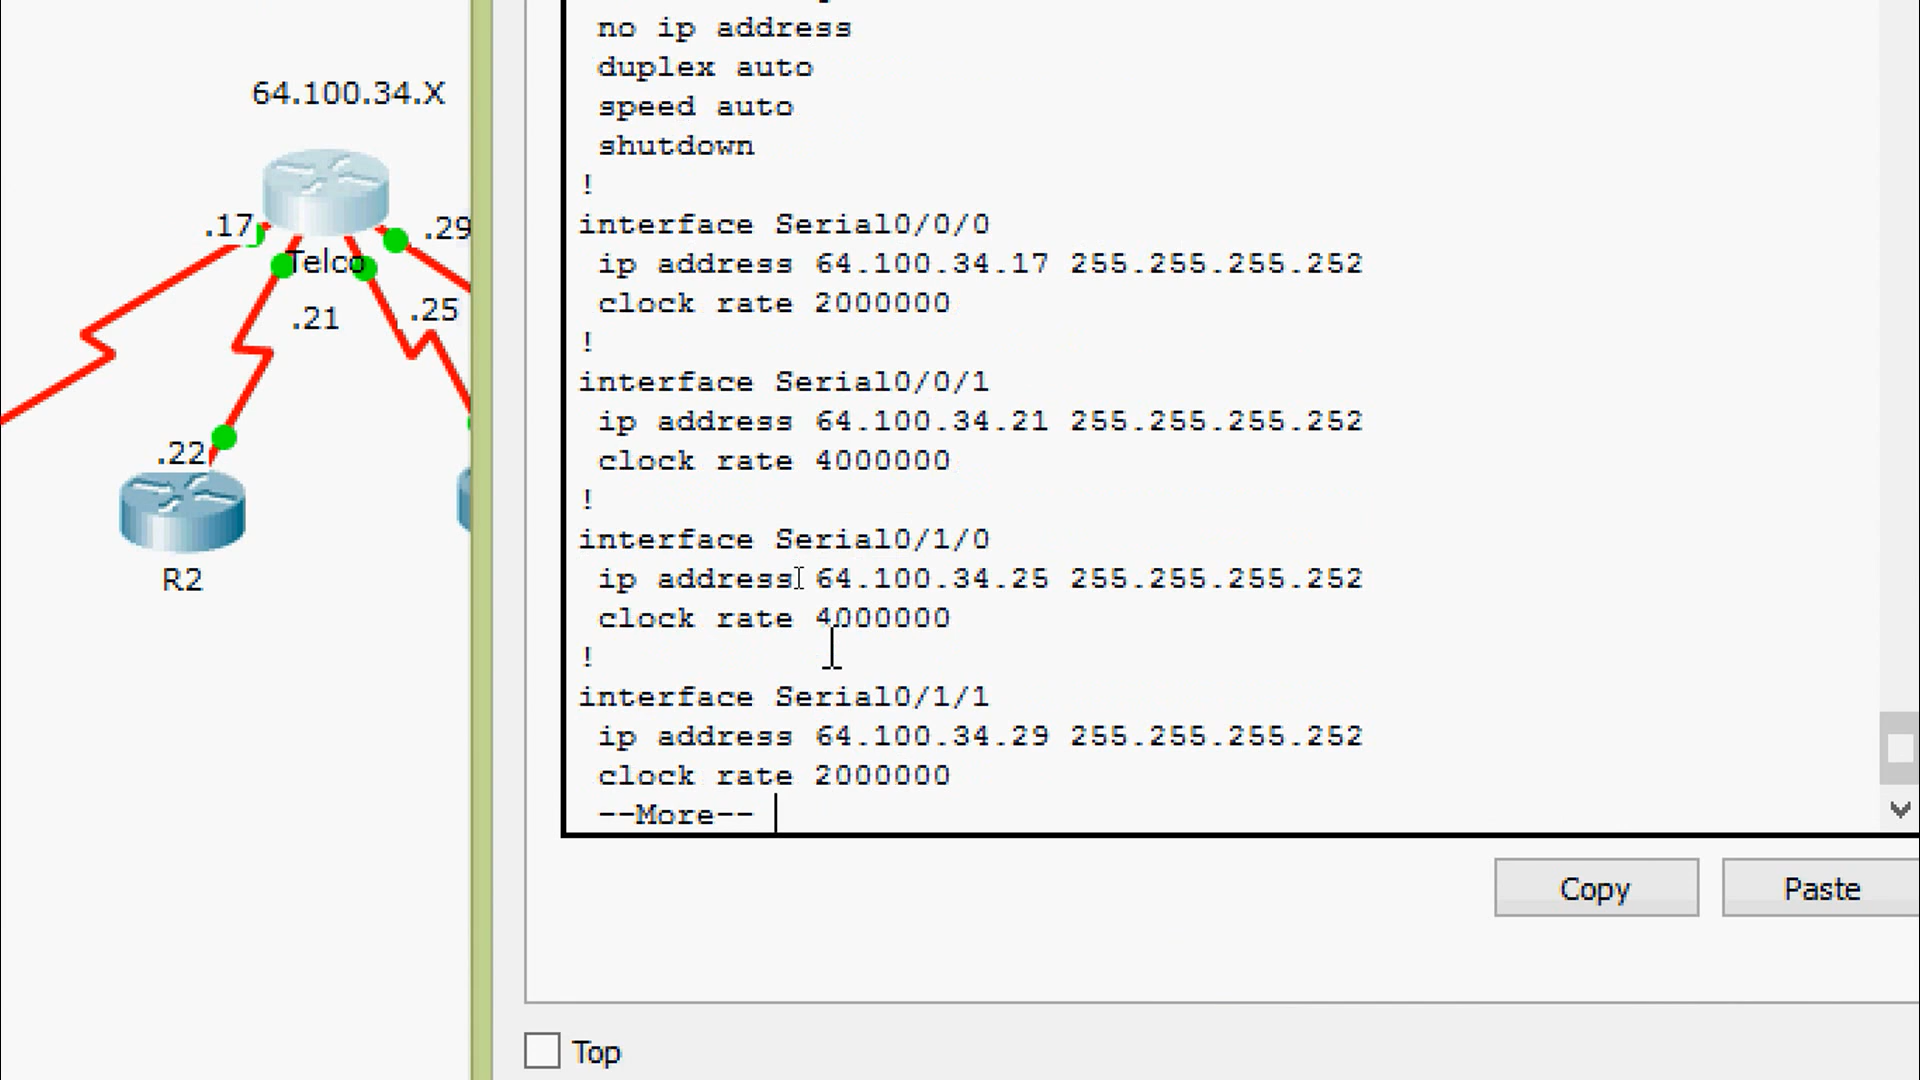 64.100.34.X
.17
.29
Telco
.21
.25
.22
R2
no ip address
duplex auto
speed auto
shutdown
!
interface Serial0/0/0
ip address 64.100.34.17 255.255.255.252
clock rate 2000000
!
interface Serial0/0/1
ip address 64.100.34.21 255.255.255.252
clock rate 4000000
!
interface Serial0/1/0
ip address 64.100.34.25 255.255.255.252
clock rate 4000000
!
interface Serial0/1/1
ip address 64.100.34.29 255.255.255.252
clock rate 2000000
--More--
Copy
Paste
Top